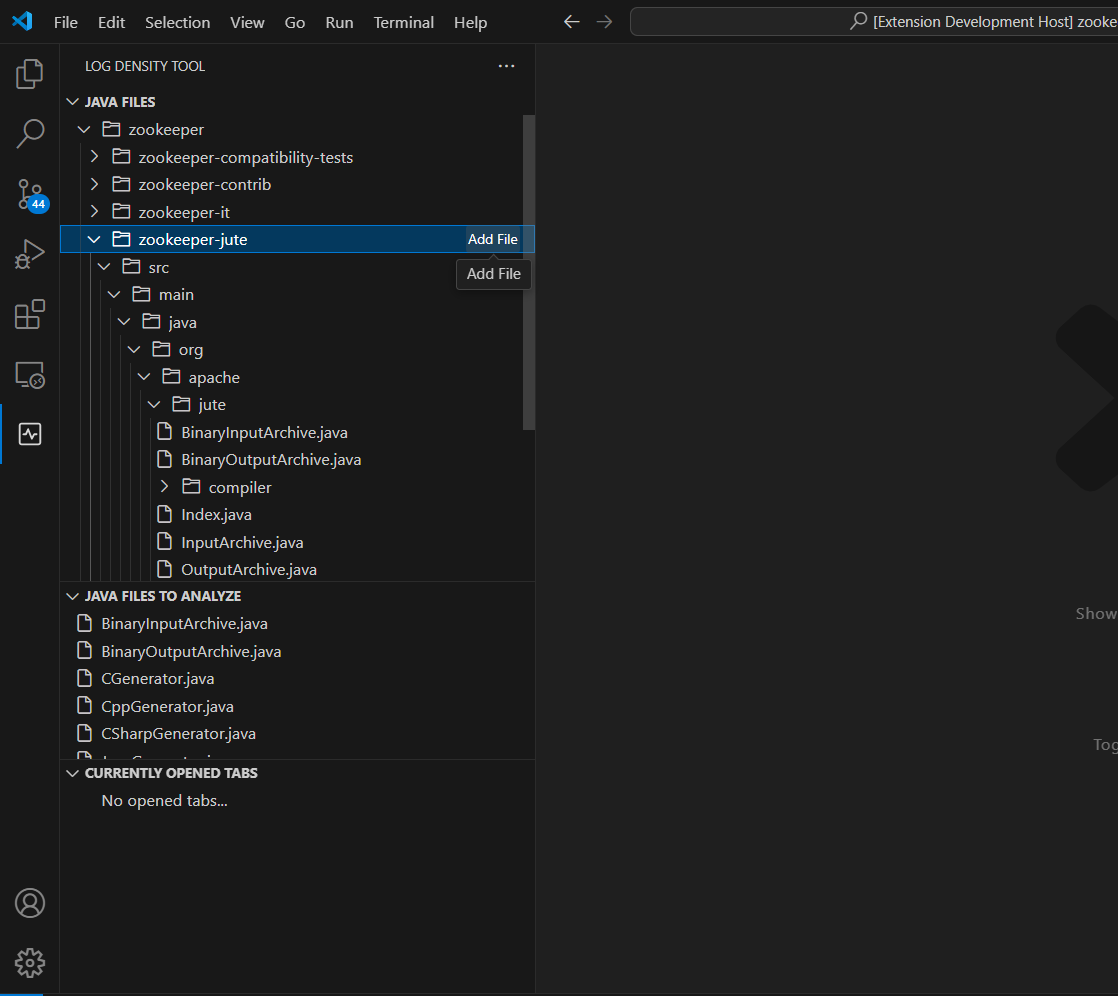 File Edit Selection View Go Run Terminal Help [Extension Development Host] zooke
LOG DENSITY TOOL ...
JAVA FILES
zookeeper
zookeeper-compatibility-tests
zookeeper-contrib
zookeeper-it
44
zookeeper-jute Add File
Add File
src
main
java
org
apache
jute
BinaryInputArchive.java
BinaryOutputArchive.java
compiler
Index.java
InputArchive.java
OutputArchive.java
JAVA FILES TO ANALYZE
BinaryInputArchive.java
Show
BinaryOutputArchive.java
CGenerator.java
CppGenerator.java
CSharpGenerator.java
Tog
CURRENTLY OPENED TABS
No opened tabs...